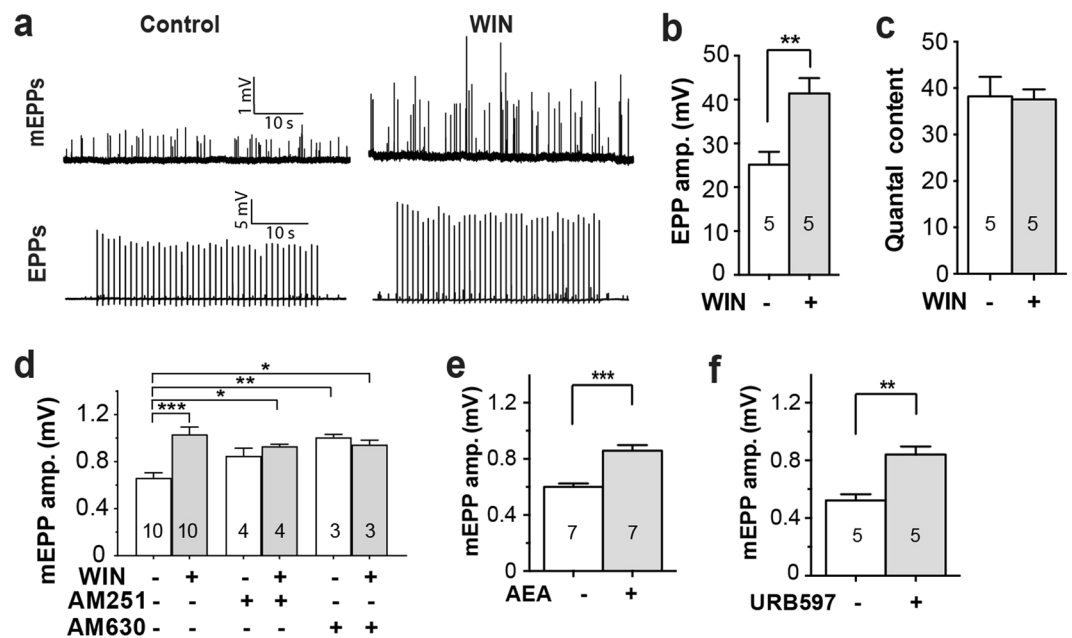 a
Control
WIN
mEPPs
1 mV
10 s
EPPs
5 mV
10 s
b
EPP amp. (mV)
50
40
30
20
10
0
**
5 5
WIN - +
c
Quantal content
50
40
30
20
10
0
5 5
WIN - +
d
mEPP amp. (mV)
1.2
0.8
0.4
0
***
*
**
*
10 10 4 4 3 3
WIN - + - + - +
AM251 - - + + - -
AM630 - - - - + +
e
mEPP amp. (mV)
1.2
0.8
0.4
0
***
7 7
AEA - +
f
mEPP amp. (mV)
1.2
0.8
0.4
0
**
5 5
URB597 - +